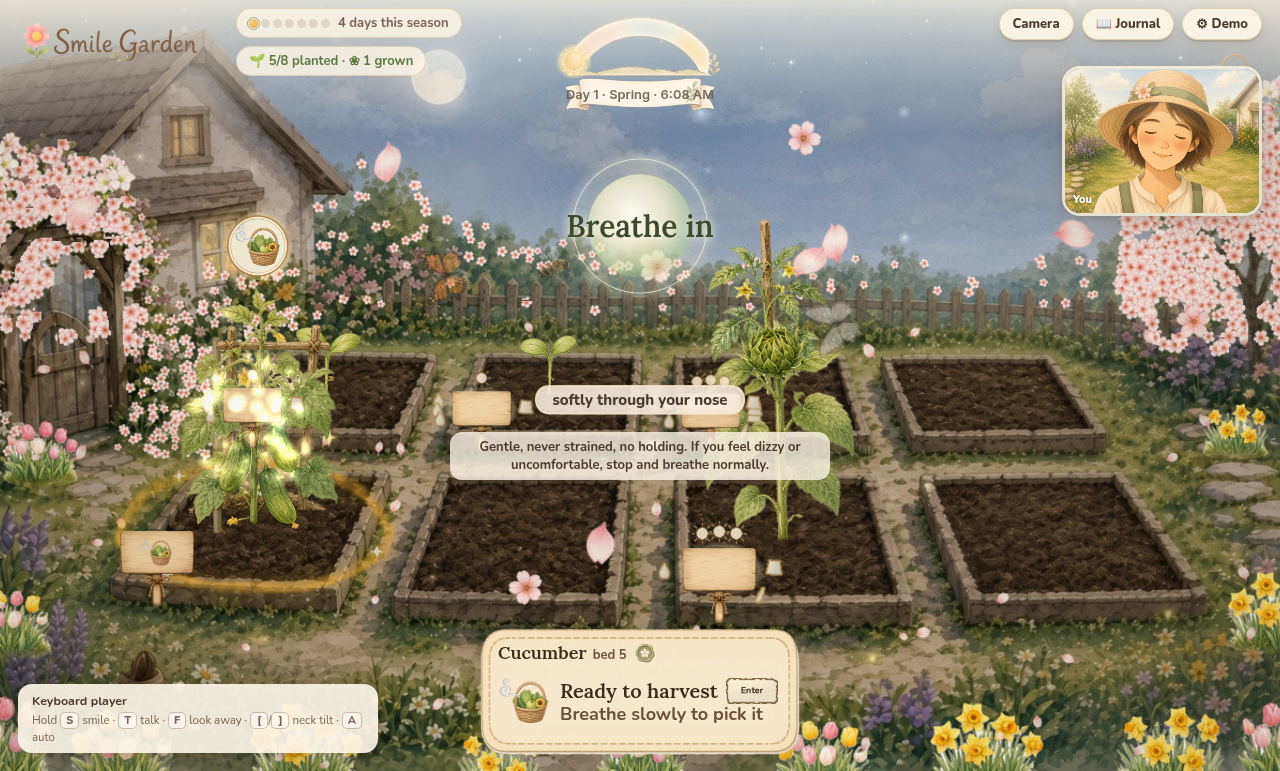 Smile Garden
4 days this season
🌱 5/8 planted · ❀ 1 grown
Day 1 · Spring · 6:08 AM
Camera
📖 Journal
⚙ Demo
You
Breathe in
softly through your nose
Gentle, never strained, no holding. If you feel dizzy or
uncomfortable, stop and breathe normally.
Cucumber bed 5
Ready to harvest Enter
Breathe slowly to pick it
Keyboard player
Hold S smile · T talk · F look away · [ / ] neck tilt · A
auto